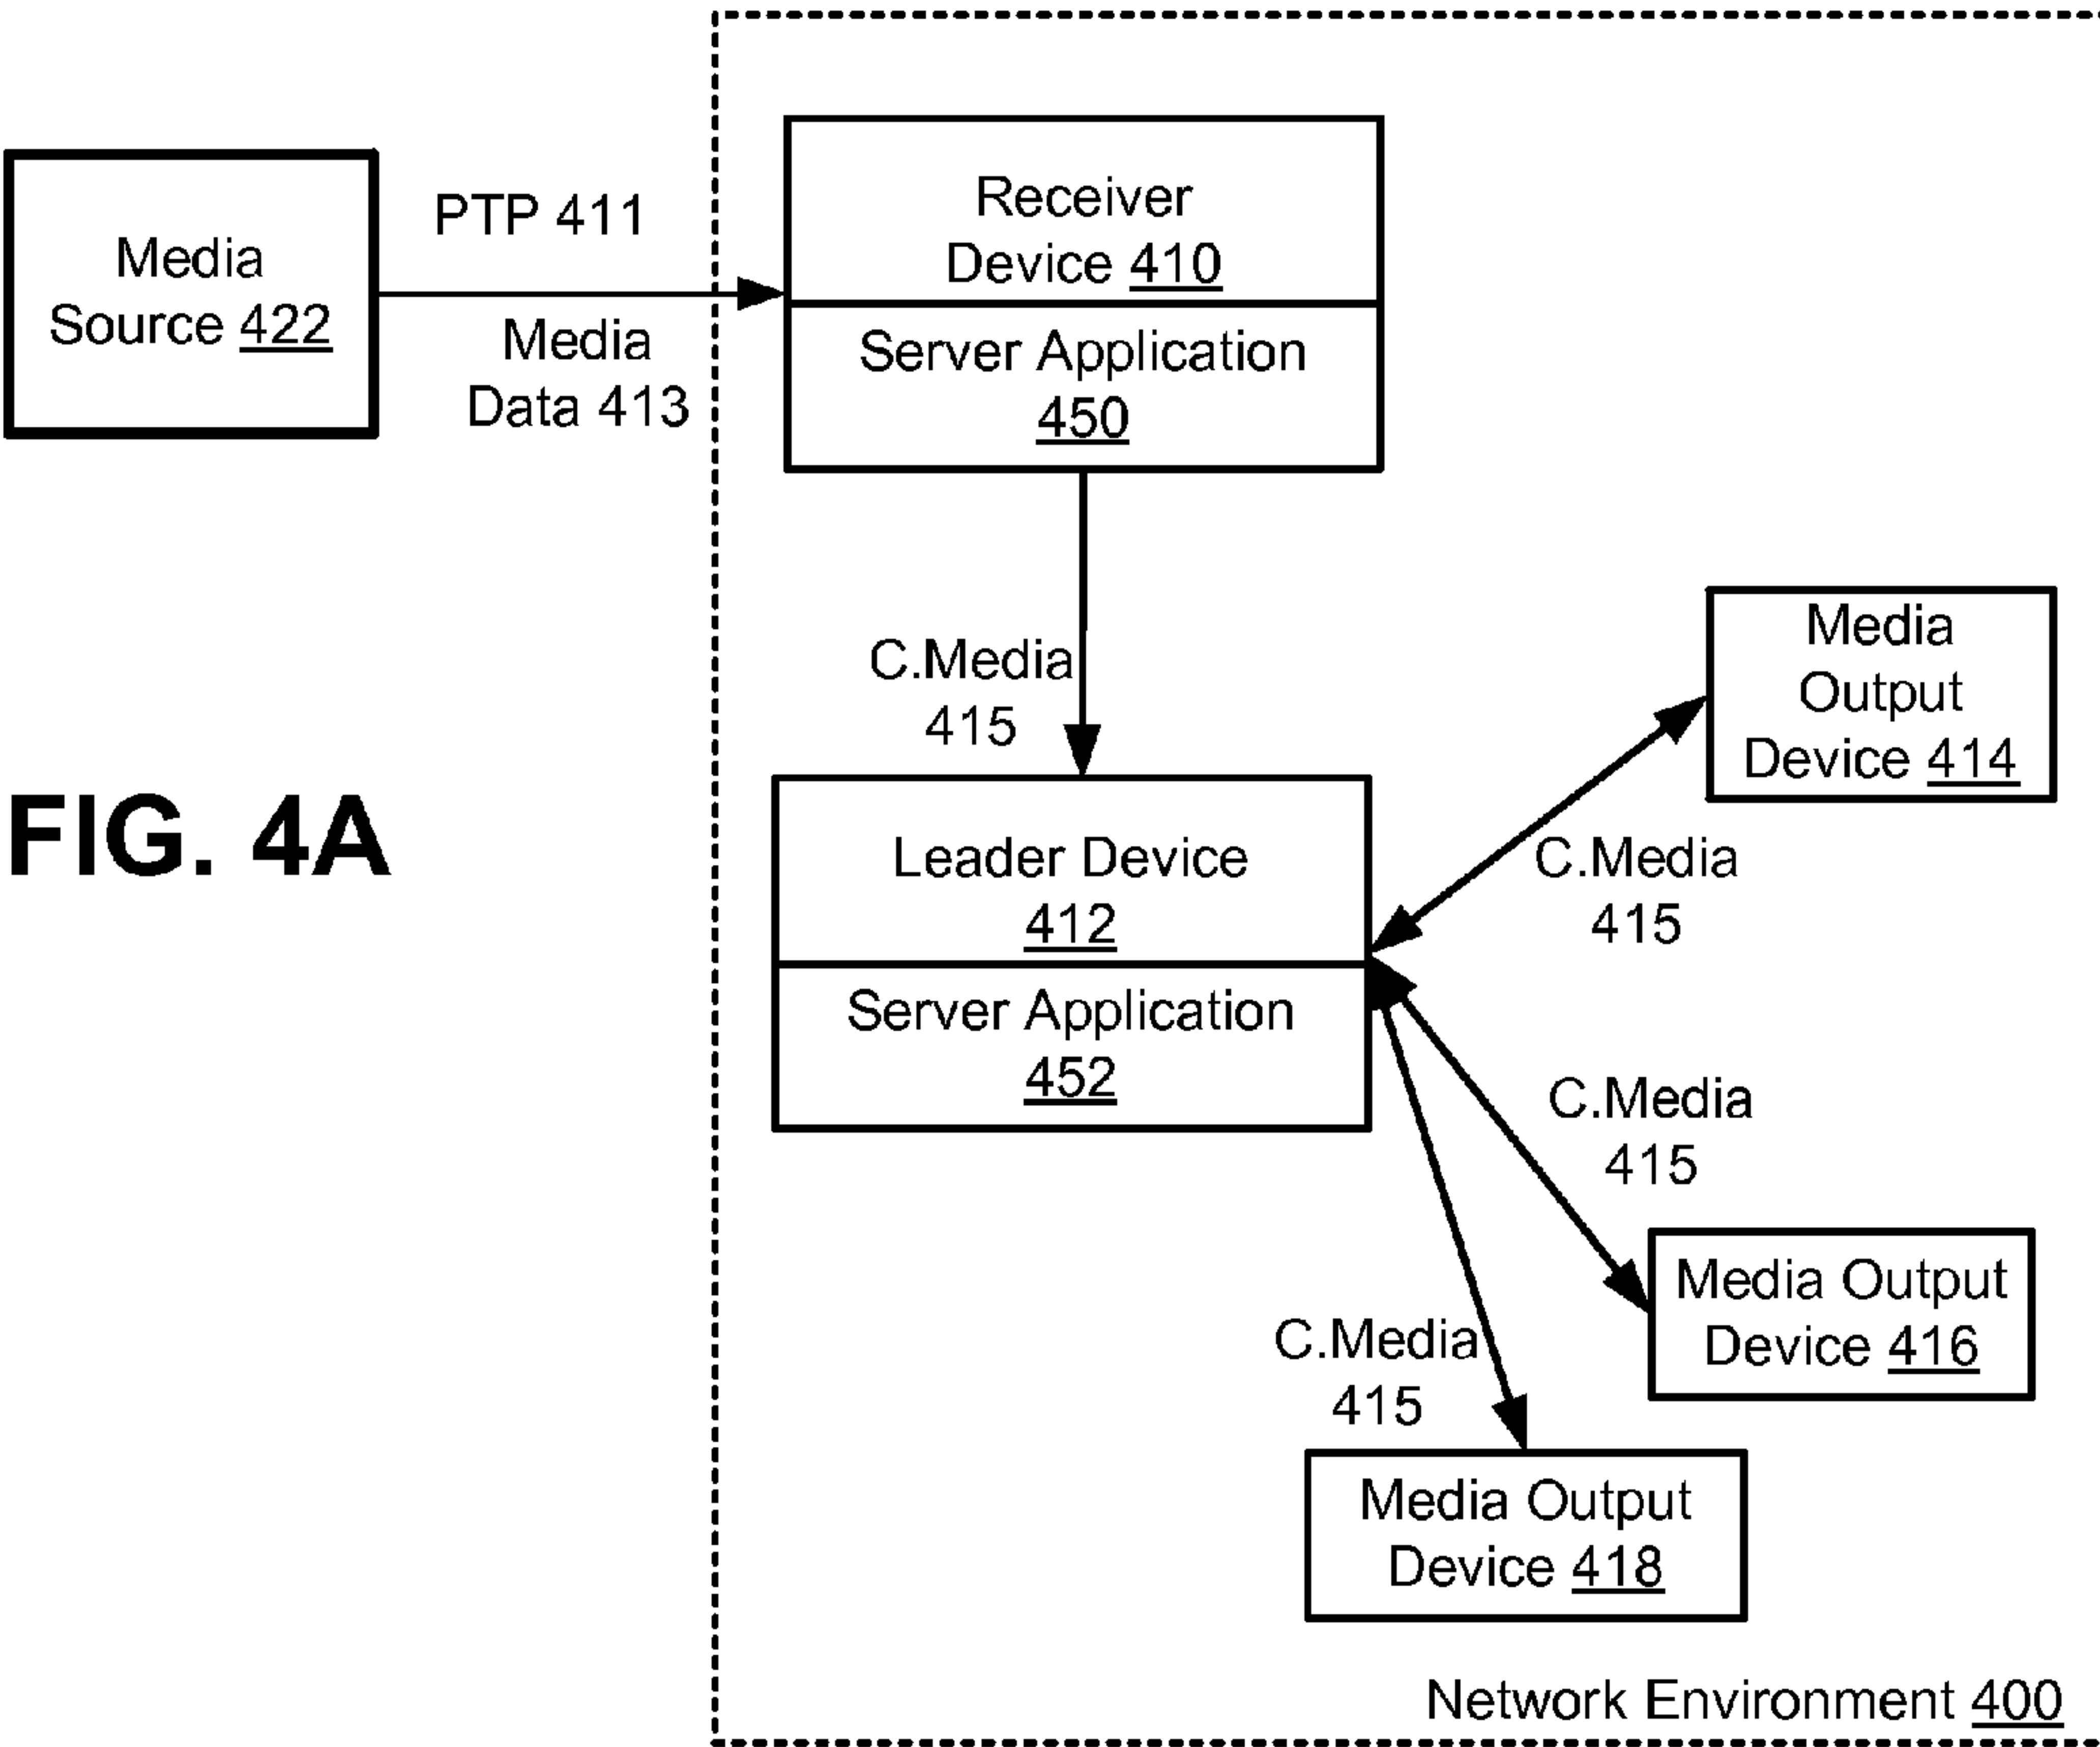 Media
Source 422
PTP 411
Media
Data 413
Receiver
Device 410
Server Application
450
C.Media
415
FIG. 4A
Leader Device
412
Server Application
452
Media
Output
Device 414
C.Media
415
C.Media
415
Media Output
Device 416
C.Media
415
Media Output
Device 418
Network Environment 400